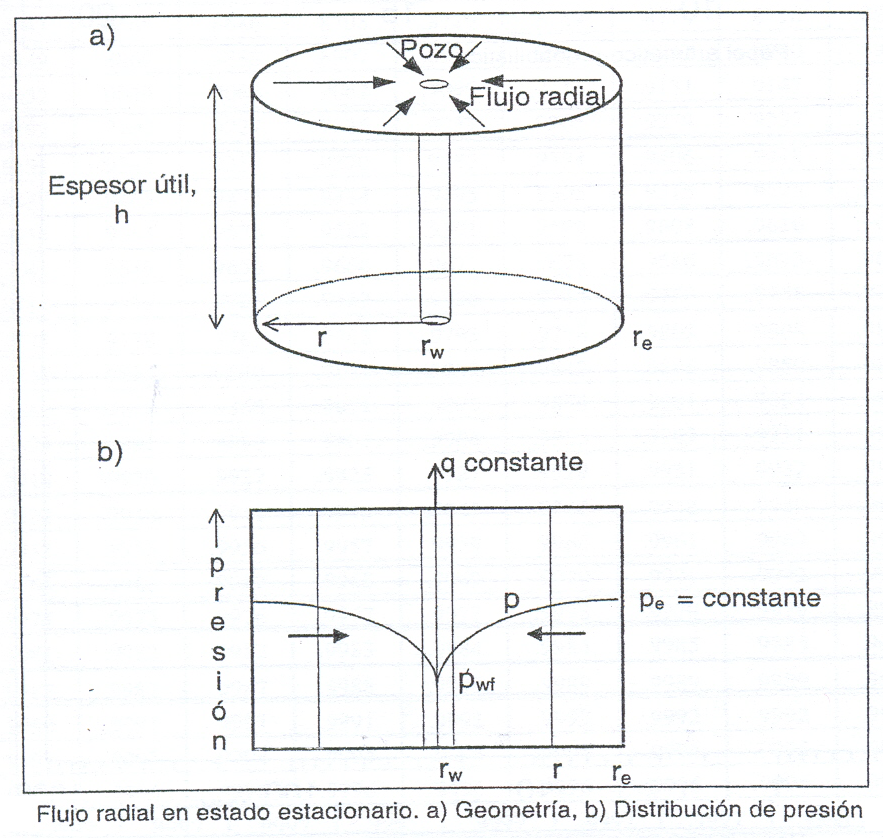 a)
Pozo
Flujo radial
Espesor útil,
h
r
r_w
r_e
b)
q constante
presión
p
p_e = constante
p_wf
r_w
r
r_e
Flujo radial en estado estacionario. a) Geometría, b) Distribución de presión